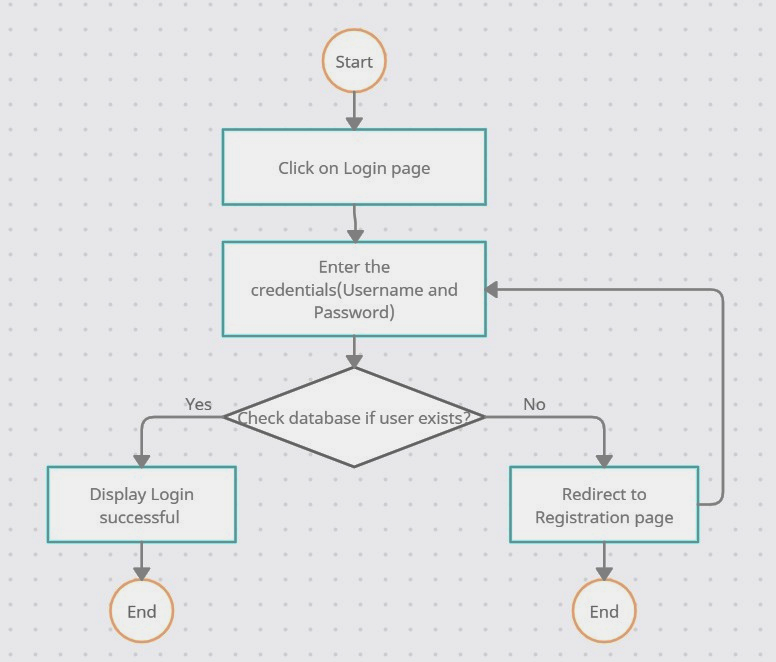 Start
Click on Login page
Enter the
credentials(Username and
Password)
Yes
Check database if user exists?
No
Display Login
successful
Redirect to
Registration page
End
End